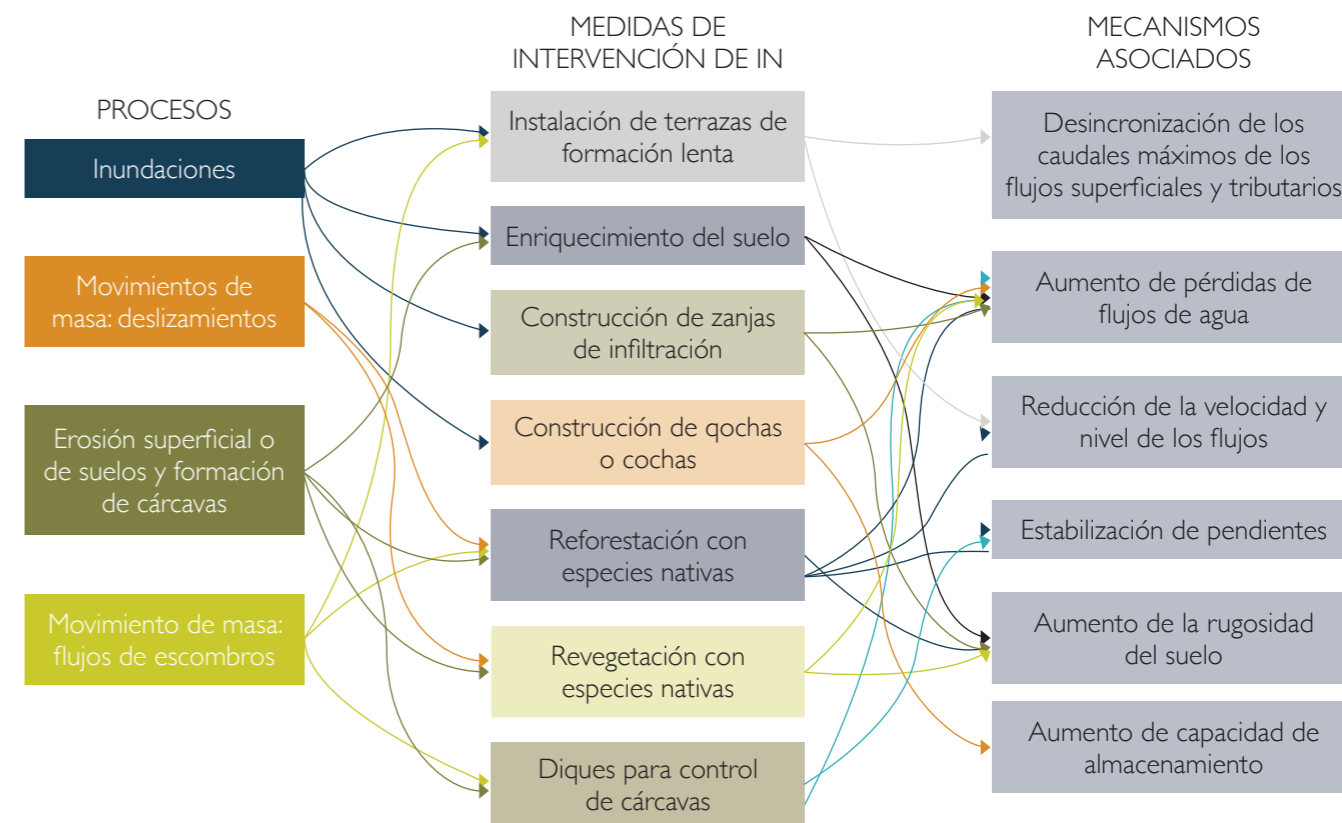 PROCESOS
Inundaciones
Movimientos de
masa: deslizamientos
Erosión superficial o
de suelos y formación
de cárcavas
Movimiento de masa:
flujos de escombros
MEDIDAS DE
INTERVENCIÓN DE IN
Instalación de terrazas de
formación lenta
Enriquecimiento del suelo
Construcción de zanjas
de infiltración
Construcción de qochas
o cochas
Reforestación con
especies nativas
Revegetación con
especies nativas
Diques para control
de cárcavas
MECANISMOS
ASOCIADOS
Desincronización de los
caudales máximos de los
flujos superficiales y tributarios
Aumento de pérdidas de
flujos de agua
Reducción de la velocidad y
nivel de los flujos
Estabilización de pendientes
Aumento de la rugosidad
del suelo
Aumento de capacidad de
almacenamiento